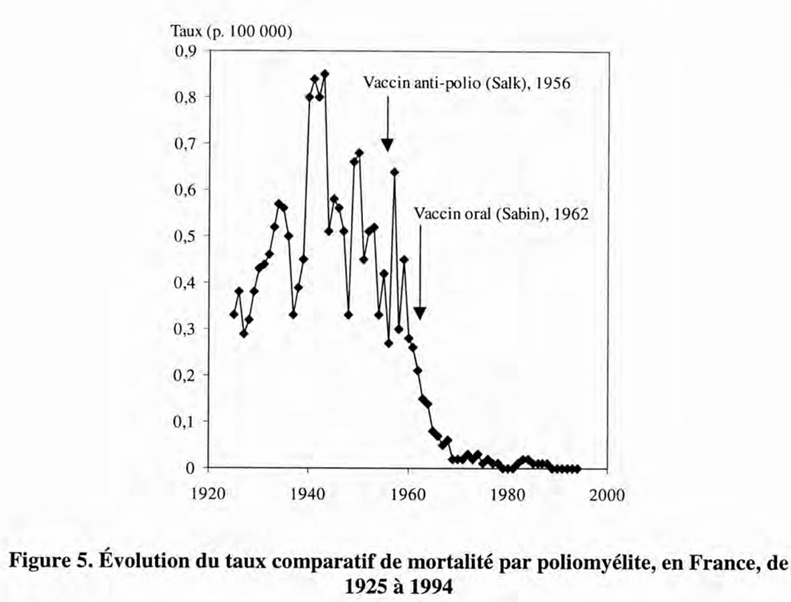 Taux (p. 100 000)
0,9
0,8
0,7
0,6
0,5
0,4
0,3
0,2
0,1
0
Vaccin anti-polio (Salk), 1956
Vaccin oral (Sabin), 1962
1920 1940 1960 1980 2000
Figure 5. Évolution du taux comparatif de mortalité par poliomyélite, en France, de
1925 à 1994